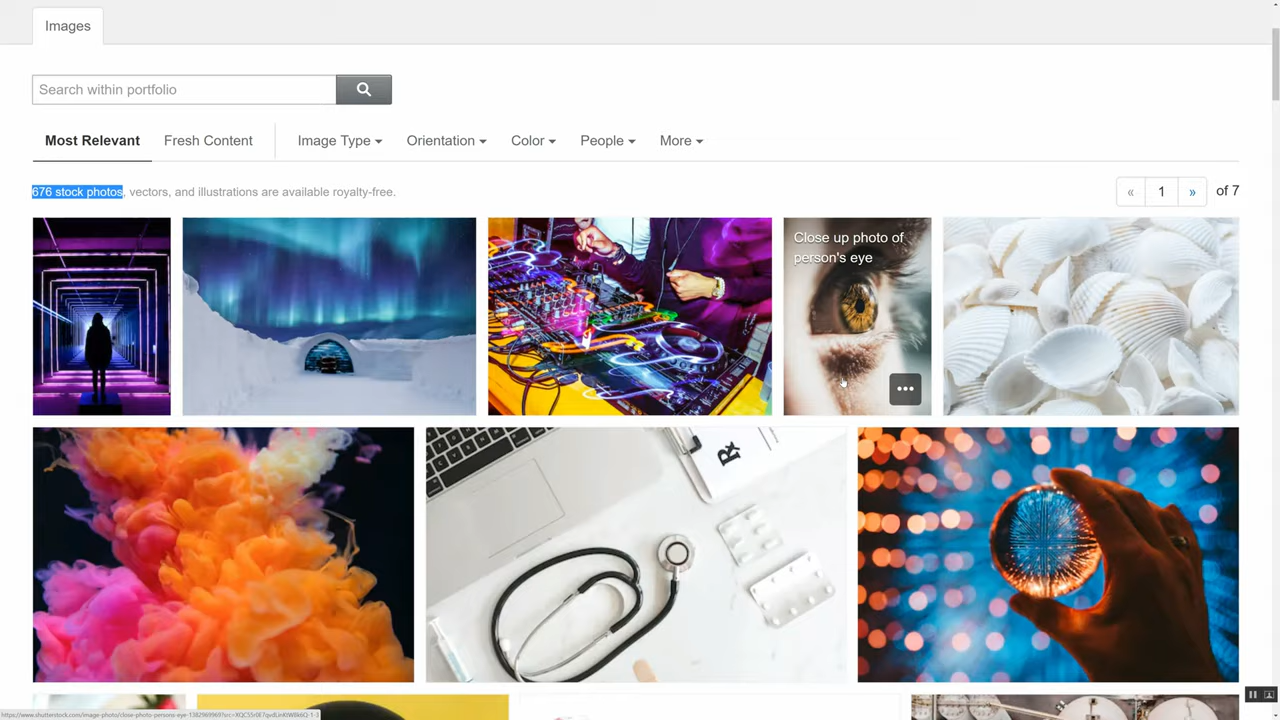 Images
Search within portfolio
Most Relevant Fresh Content Image Type Orientation Color People More
676 stock photos, vectors, and illustrations are available royalty-free.
« 1 » of 7
Close up photo of
person's eye
•••
Rx